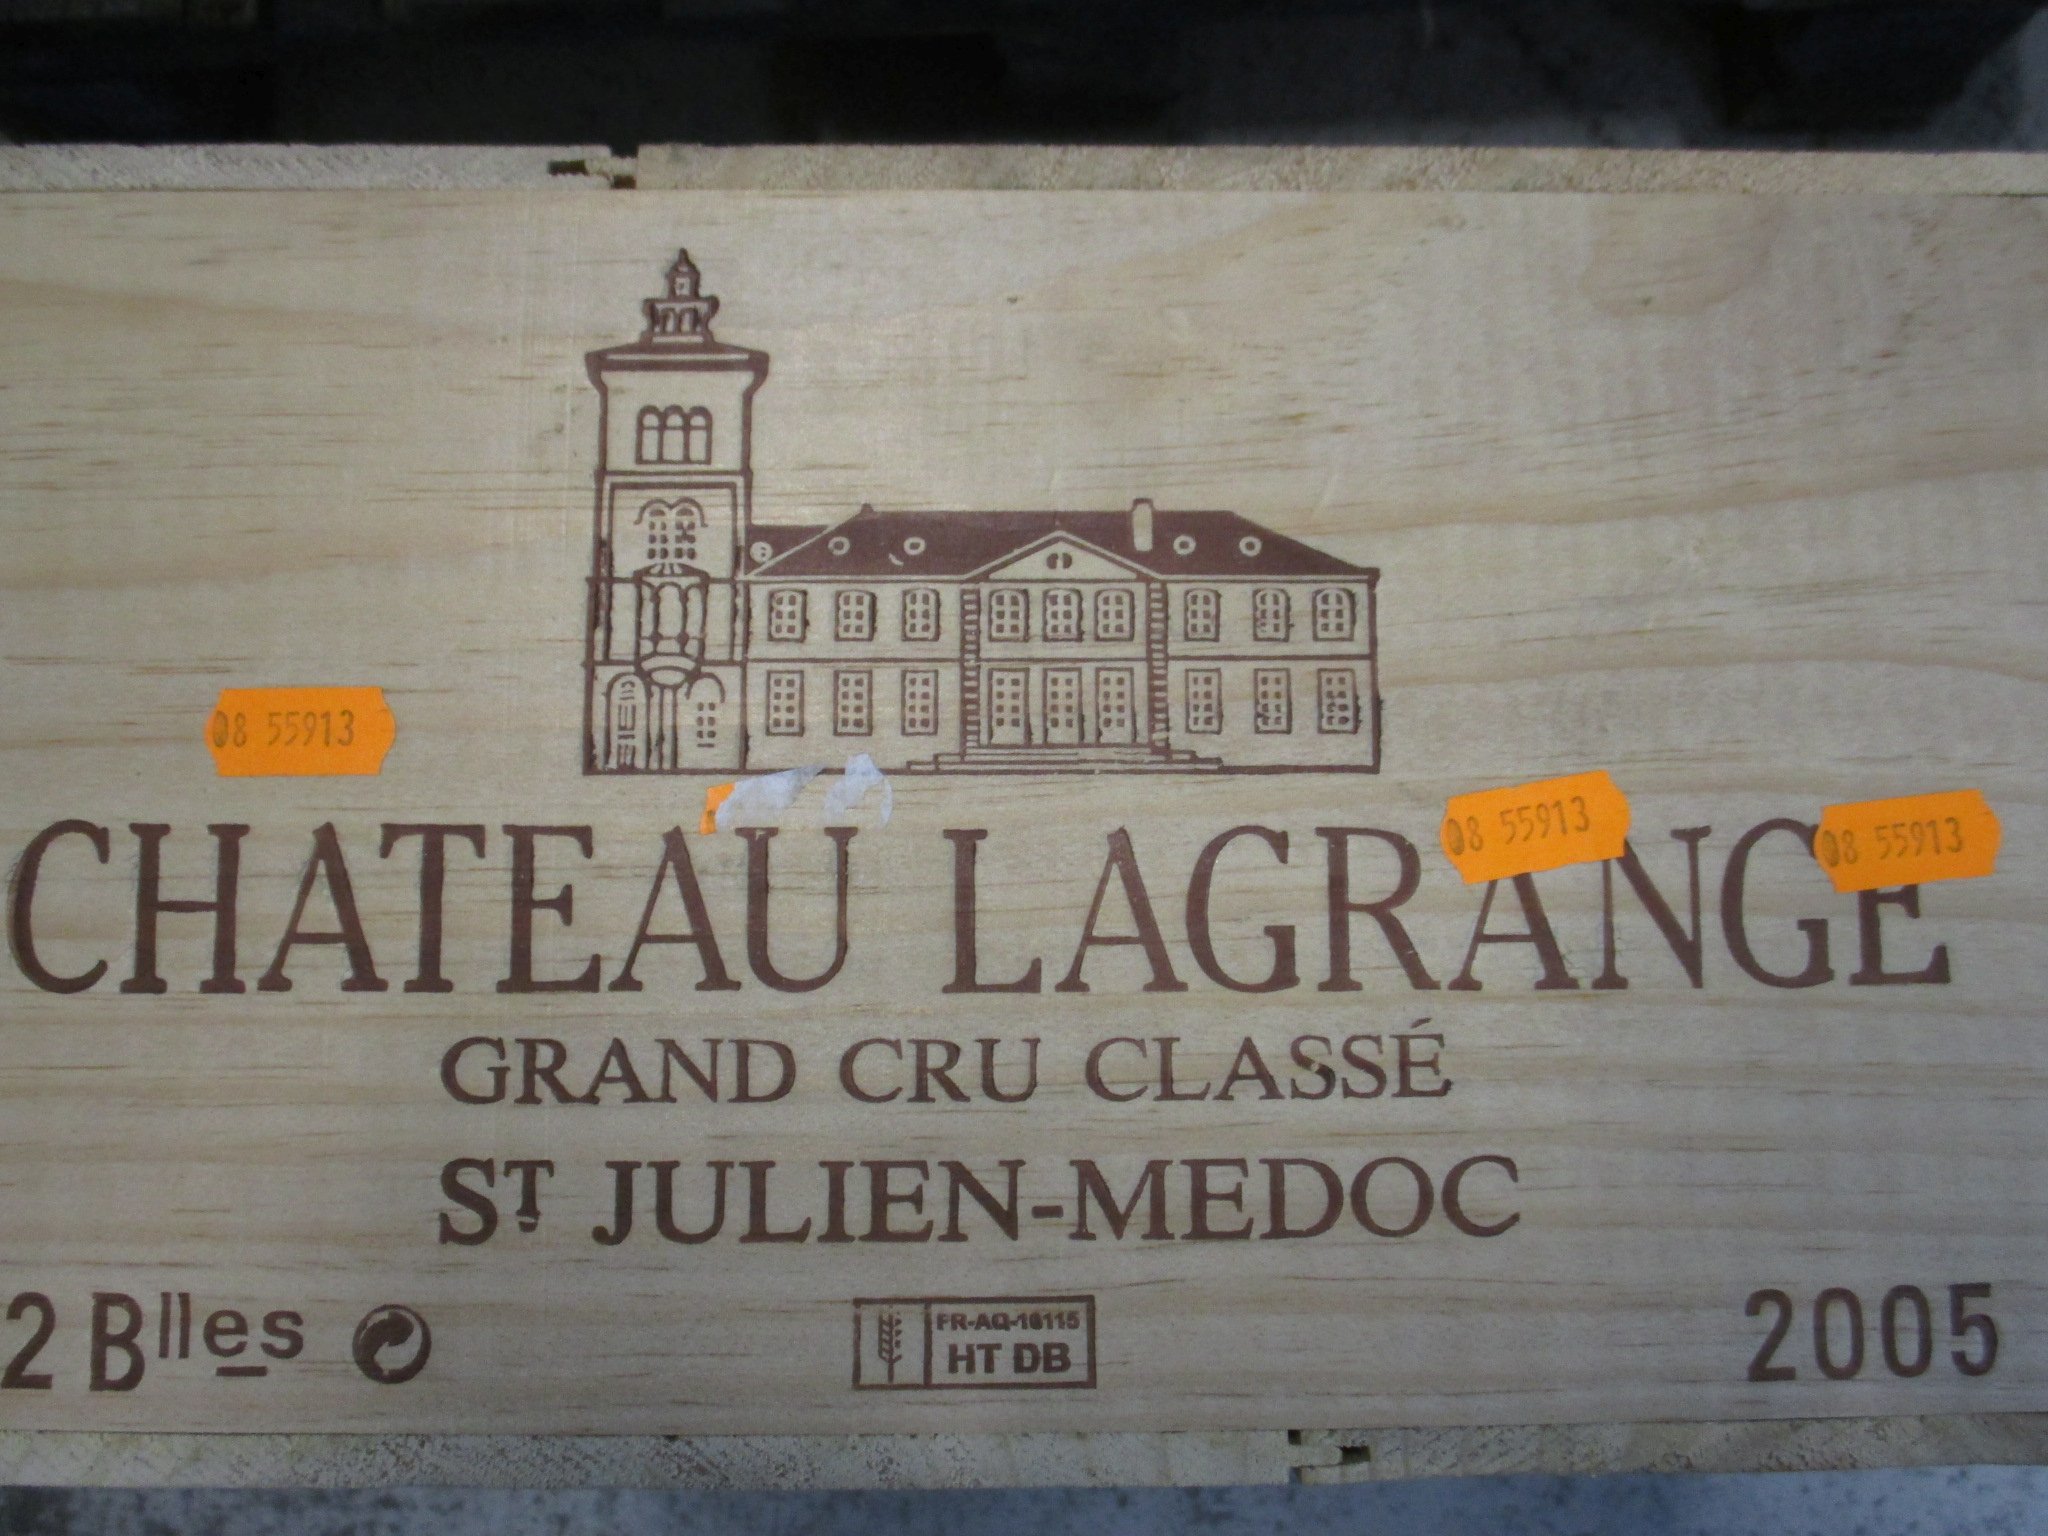 08 55913
08 55913
08 55913
CHATEAU LAGRANGE
GRAND CRU CLASSÉ
ST JULIEN-MEDOC
2 Blles
FR-AQ-16115
HT DB
2005